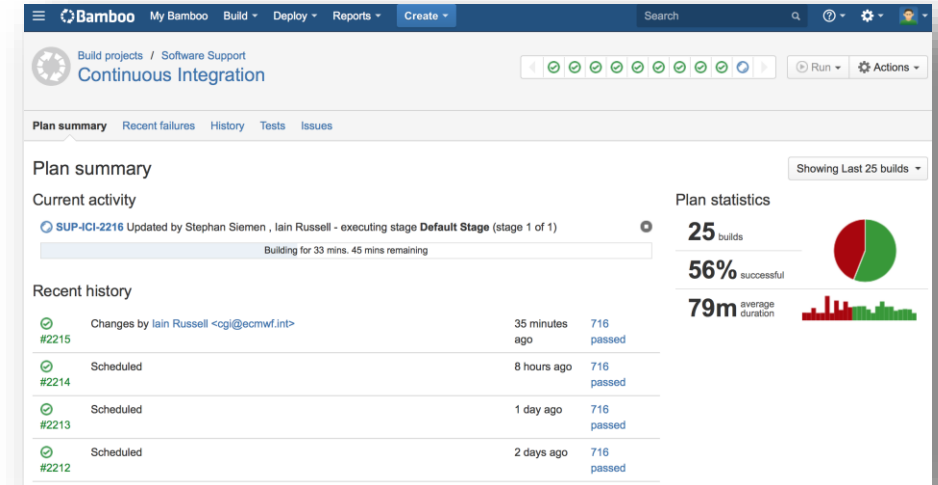 Bamboo My Bamboo Build Deploy Reports Create Search
Build projects / Software Support
Continuous Integration
Run Actions
Plan summary Recent failures History Tests Issues
Plan summary
Showing Last 25 builds
Current activity
Plan statistics
SUP-ICI-2216 Updated by Stephan Siemen , Iain Russell - executing stage Default Stage (stage 1 of 1)
25 builds
Building for 33 mins. 45 mins remaining
56% successful
Recent history
79m average duration
Changes by Iain Russell <cgi@ecmwf.int> 35 minutes ago 716 passed
#2215
Scheduled 8 hours ago 716 passed
#2214
Scheduled 1 day ago 716 passed
#2213
Scheduled 2 days ago 716 passed
#2212